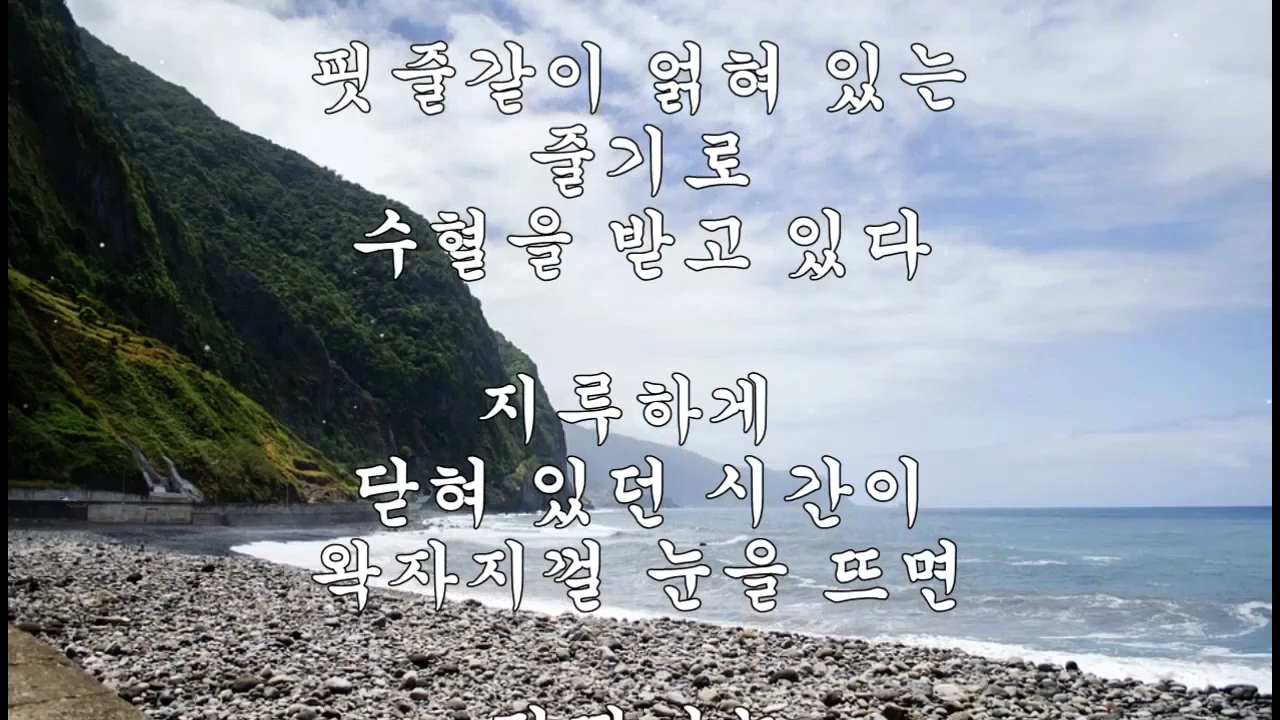 핏줄같이 얽혀 있는
줄기로
수혈을 받고 있다
지루하게
닫혀 있던 시간이
왁자지껄 눈을 뜨면